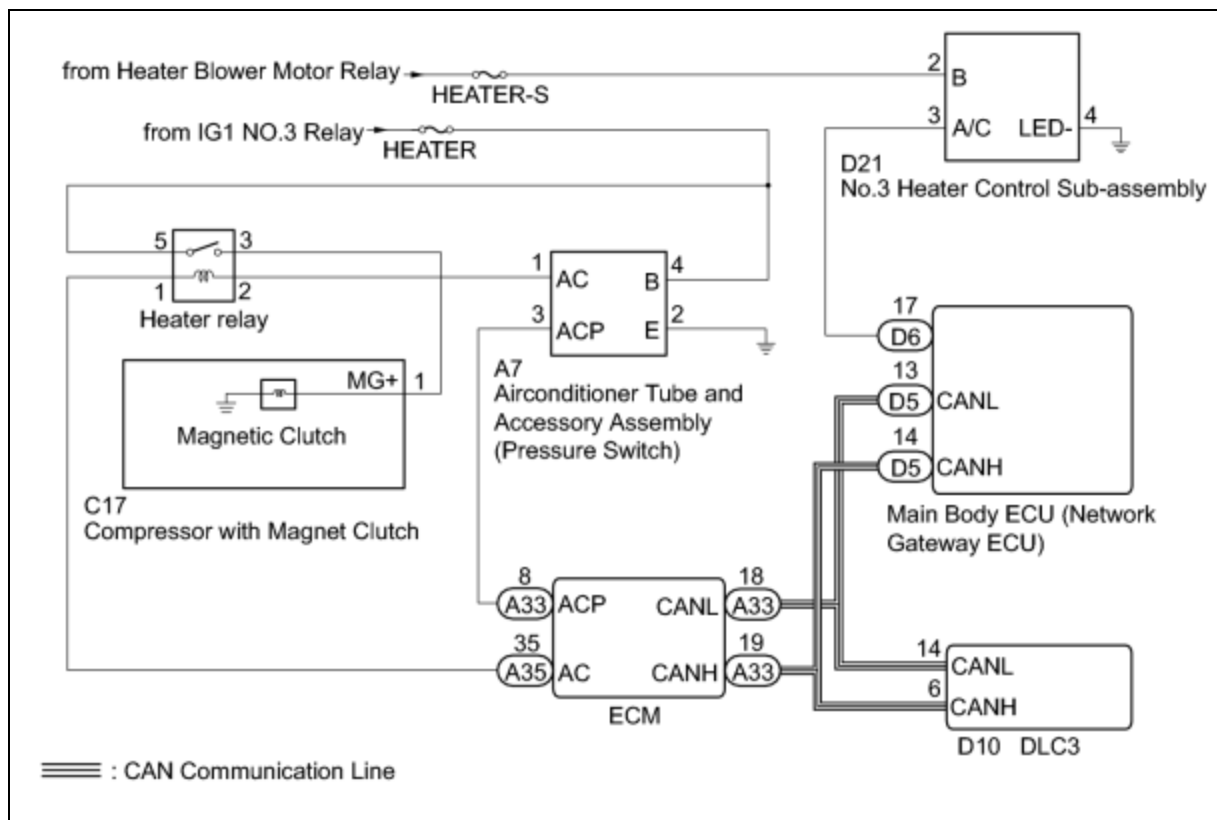 from Heater Blower Motor Relay
HEATER-S
2
B
from IG1 NO.3 Relay
HEATER
3
A/C
LED-
4
D21
No.3 Heater Control Sub-assembly
5
3
1
2
Heater relay
1
AC
B
4
3
ACP
E
2
A7
Airconditioner Tube and
Accessory Assembly
(Pressure Switch)
MG+
1
Magnetic Clutch
C17
Compressor with Magnet Clutch
17
D6
13
D5
CANL
14
D5
CANH
Main Body ECU (Network
Gateway ECU)
8
A33
ACP
CANL
18
A33
35
A35
AC
CANH
19
A33
ECM
14
CANL
6
CANH
D10 DLC3
: CAN Communication Line